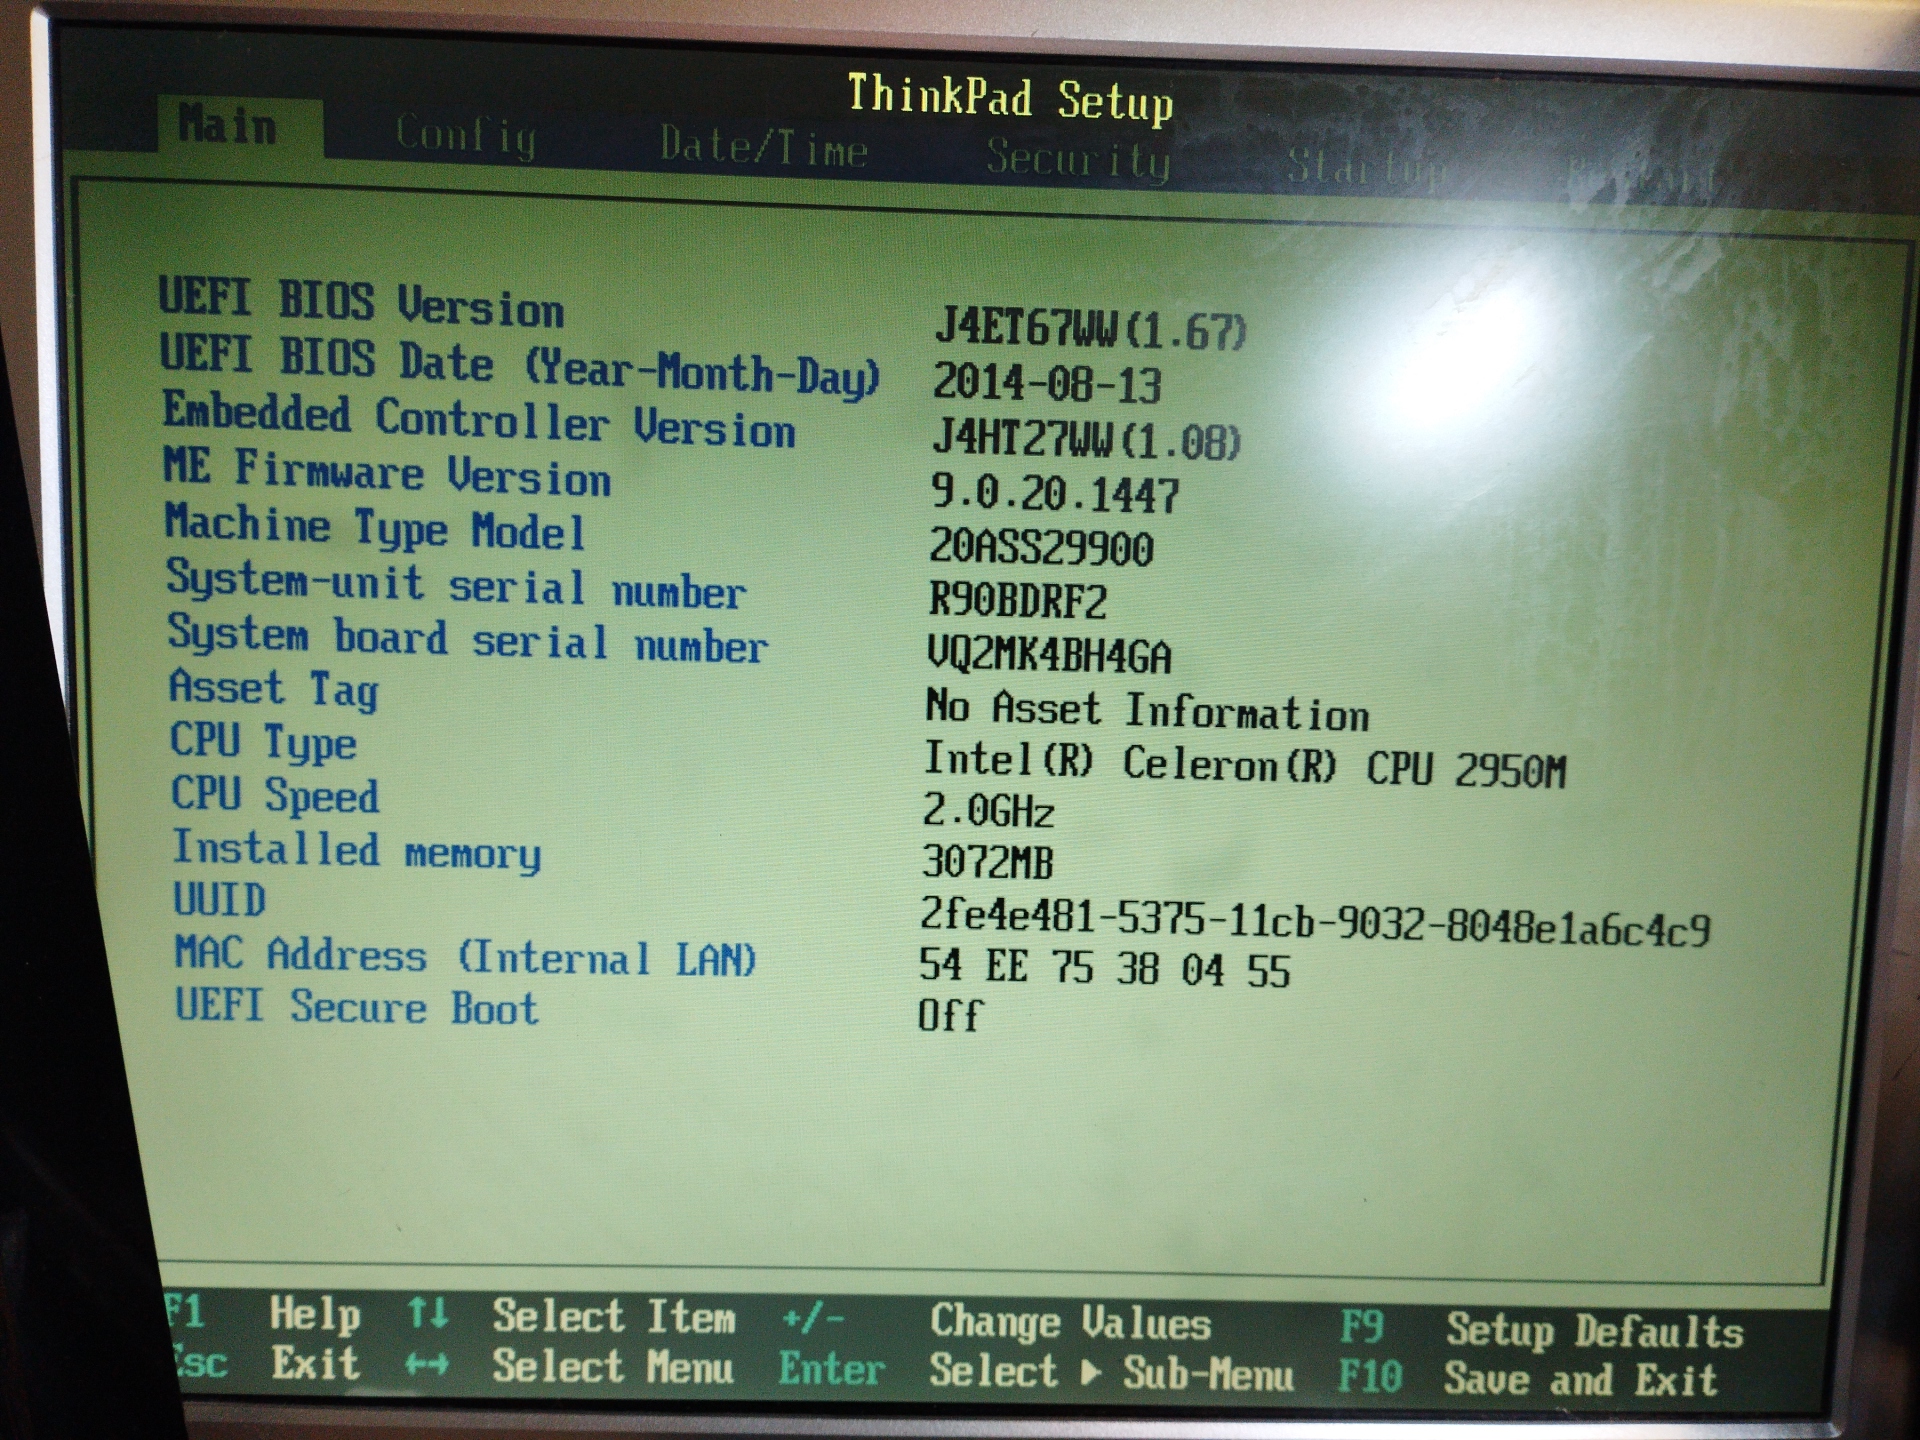 ThinkPad Setup
Main Config Date/Time Security Startup Restart
UEFI BIOS Version J4ET67WW(1.67)
UEFI BIOS Date (Year-Month-Day) 2014-08-13
Embedded Controller Version J4HT27WW(1.08)
ME Firmware Version 9.0.20.1447
Machine Type Model 20ASS29900
System-unit serial number R90BDRF2
System board serial number VQ2MK4BH4GA
Asset Tag No Asset Information
CPU Type Intel(R) Celeron(R) CPU 2950M
CPU Speed 2.0GHz
Installed memory 3072MB
UUID 2fe4e481-5375-11cb-9032-8048e1a6c4c9
MAC Address (Internal LAN) 54 EE 75 38 04 55
UEFI Secure Boot Off
F1 Help ↑↓ Select Item +/- Change Values F9 Setup Defaults
Esc Exit ←→ Select Menu Enter Select ▶ Sub-Menu F10 Save and Exit